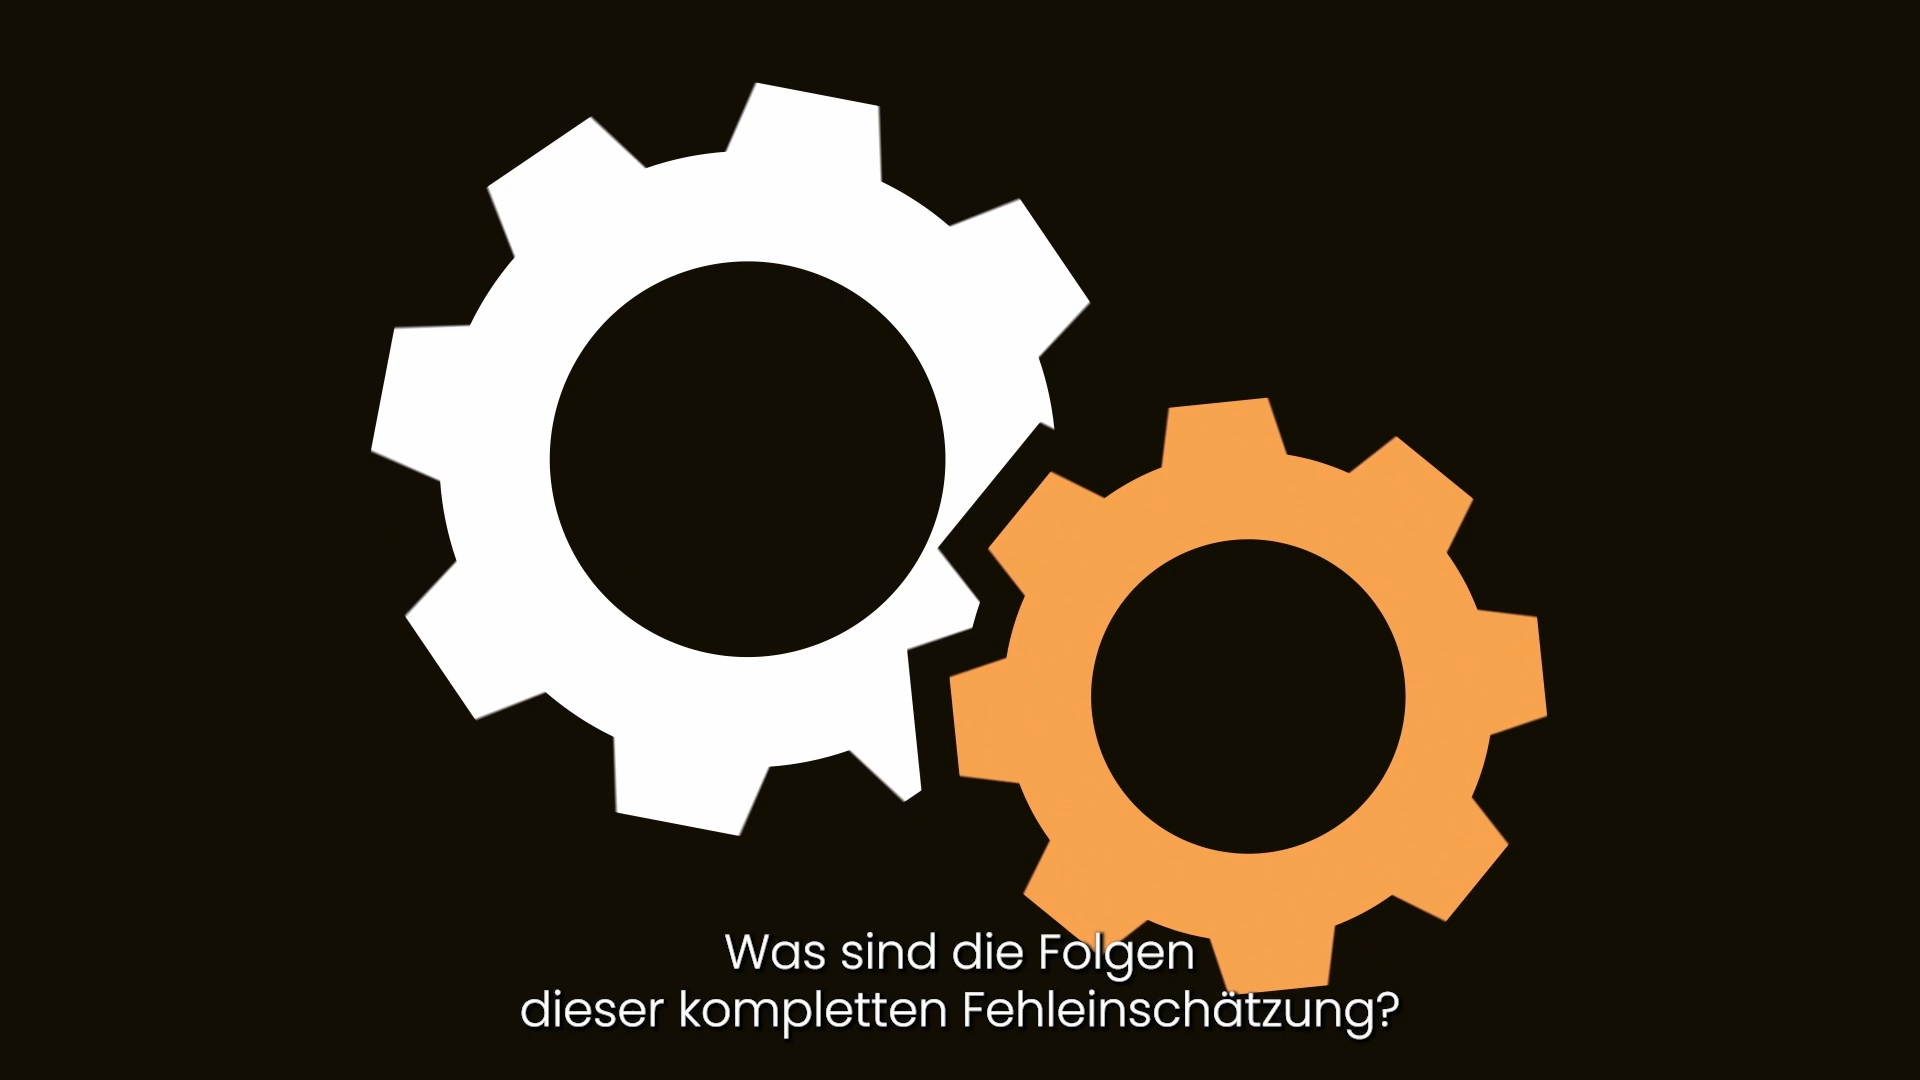 Was sind die Folgen
dieser kompletten Fehleinschätzung?